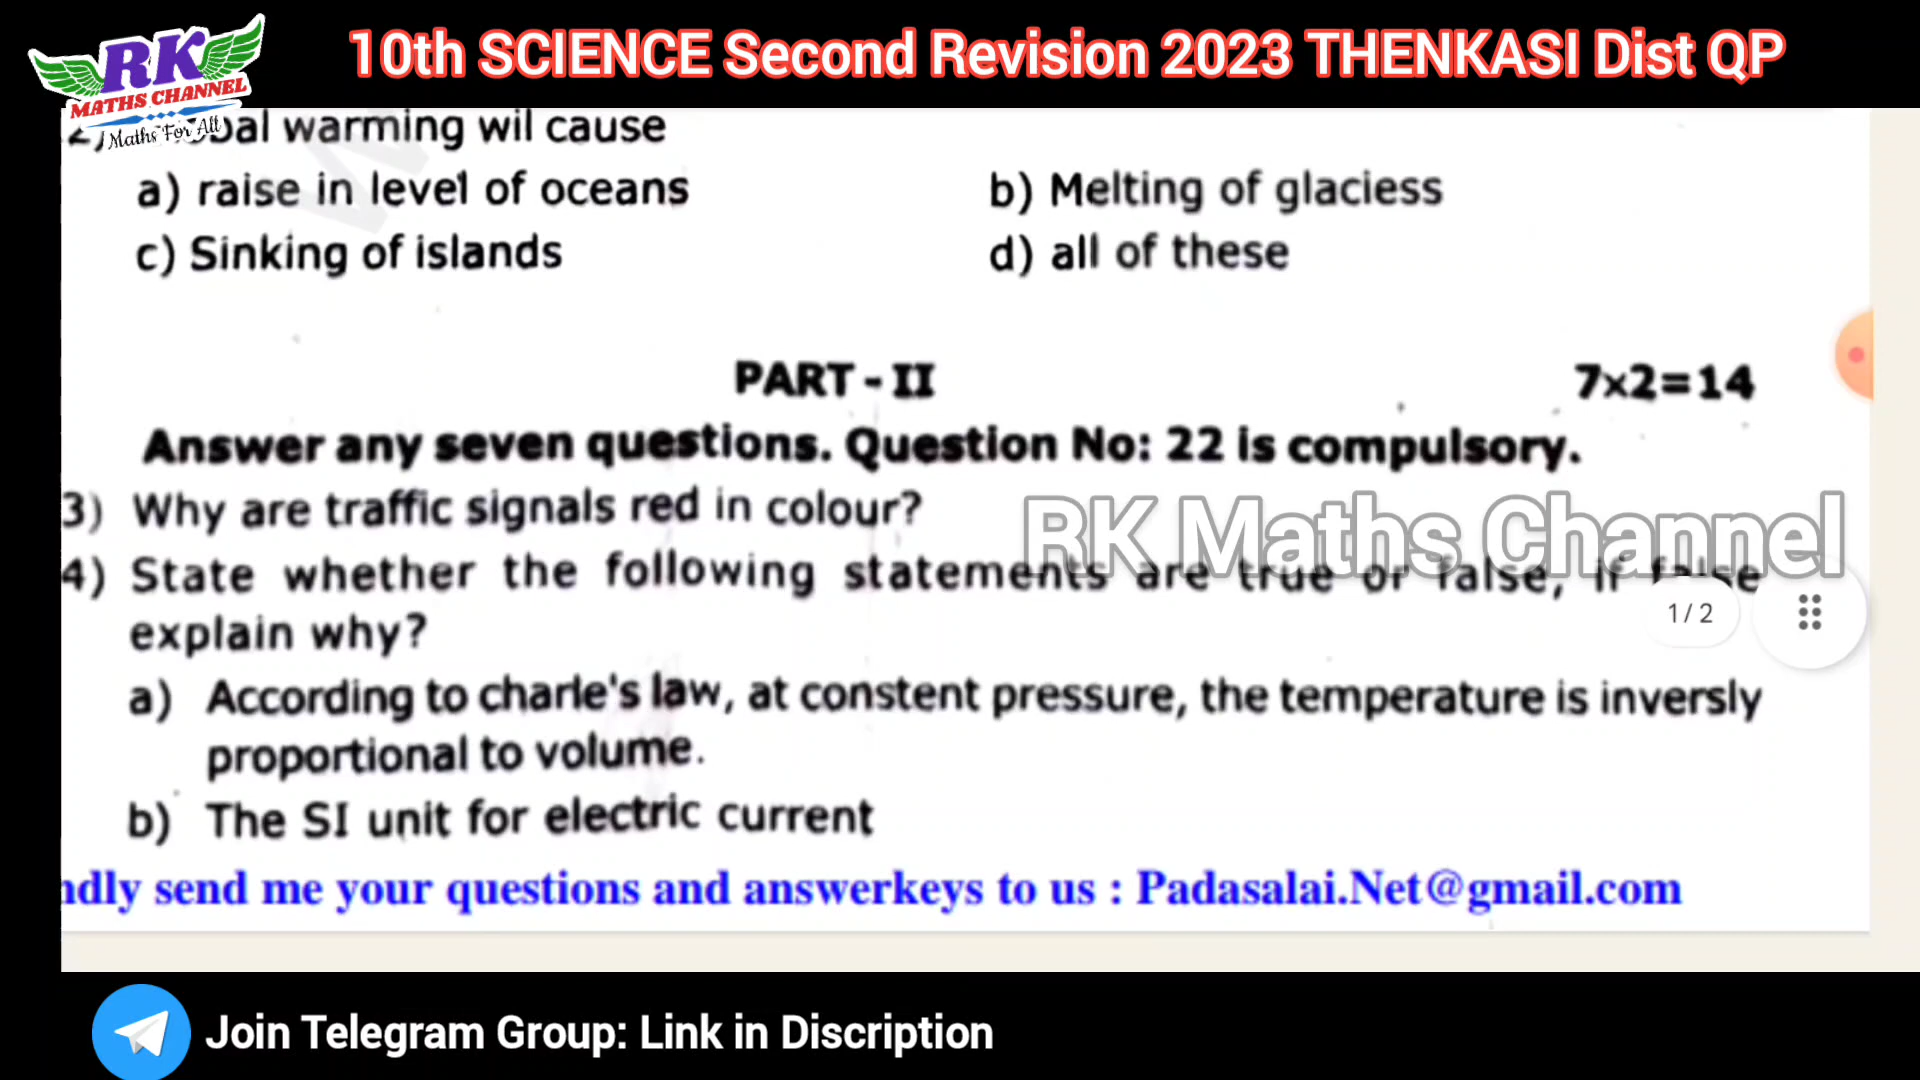 RK
MATHS CHANNEL
Maths For All
10th SCIENCE Second Revision 2023 THENKASI Dist QP
bal warming wil cause
a) raise in level of oceans b) Melting of glaciess
c) Sinking of islands d) all of these
PART - II 7×2=14
Answer any seven questions. Question No: 22 is compulsory.
3) Why are traffic signals red in colour?
RK Maths Channel
4) State whether the following statements are true or false, if false
explain why?
1 / 2
a) According to charle's law, at constent pressure, the temperature is inversly
proportional to volume.
b) The SI unit for electric current
ndly send me your questions and answerkeys to us : Padasalai.Net@gmail.com
Join Telegram Group: Link in Discription